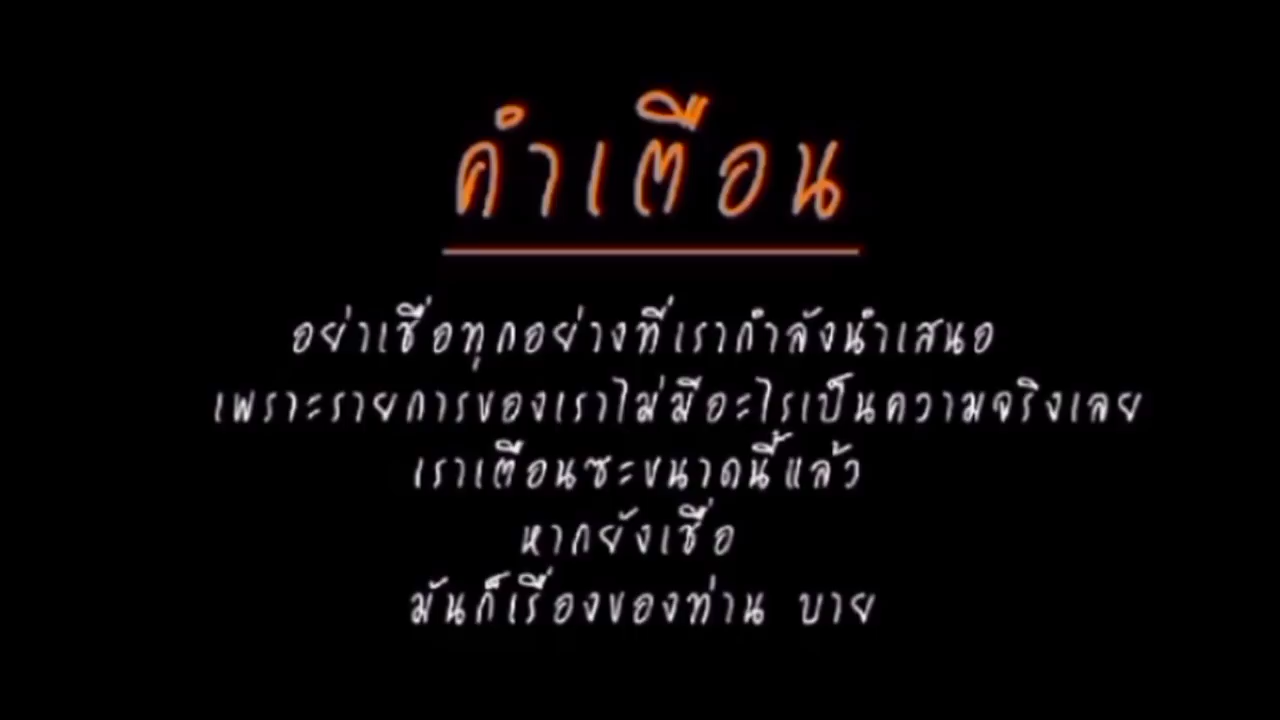 คำเตือน
อย่าเชื่อทุกอย่างที่เรากำลังนำเสนอ
เพราะรายการของเราไม่มีอะไรเป็นความจริงเลย
เราเตือนซะขนาดนี้แล้ว
หากยังเชื่อ
มันก็เรื่องของท่าน บาย